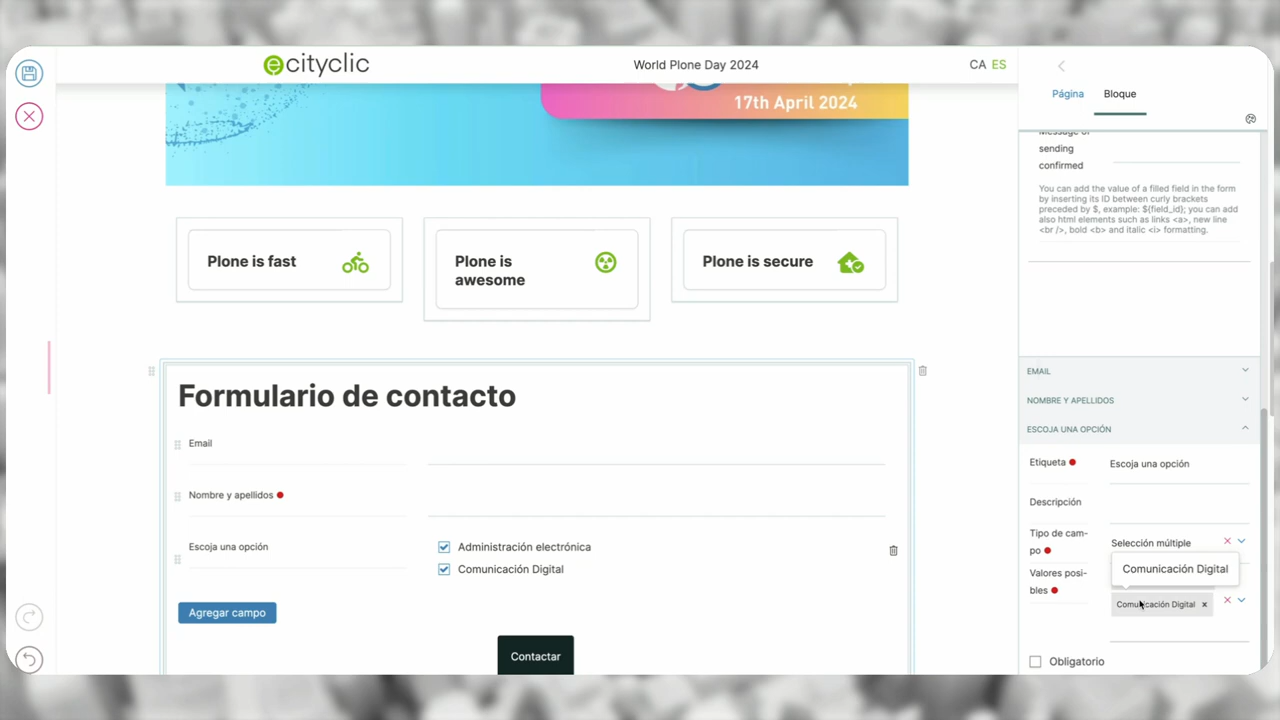 ecityclic
World Plone Day 2024
CA ES
17th April 2024
Plone is fast
Plone is
awesome
Plone is secure
Formulario de contacto
Email
Nombre y apellidos
Escoja una opción
Administración electrónica
Comunicación Digital
Agregar campo
Contactar
Página
Bloque
Message of
sending
confirmed
You can add the value of a filled field in the form
by inserting its ID between curly brackets
preceded by $, example: ${field_id}; you can add
also html elements such as links <a>, new line
<br />, bold <b> and italic <i> formatting.
EMAIL
NOMBRE Y APELLIDOS
ESCOJA UNA OPCIÓN
Etiqueta
Escoja una opción
Descripción
Tipo de cam-
po
Selección múltiple
Comunicación Digital
Valores posi-
bles
Comunicación Digital ×
Obligatorio